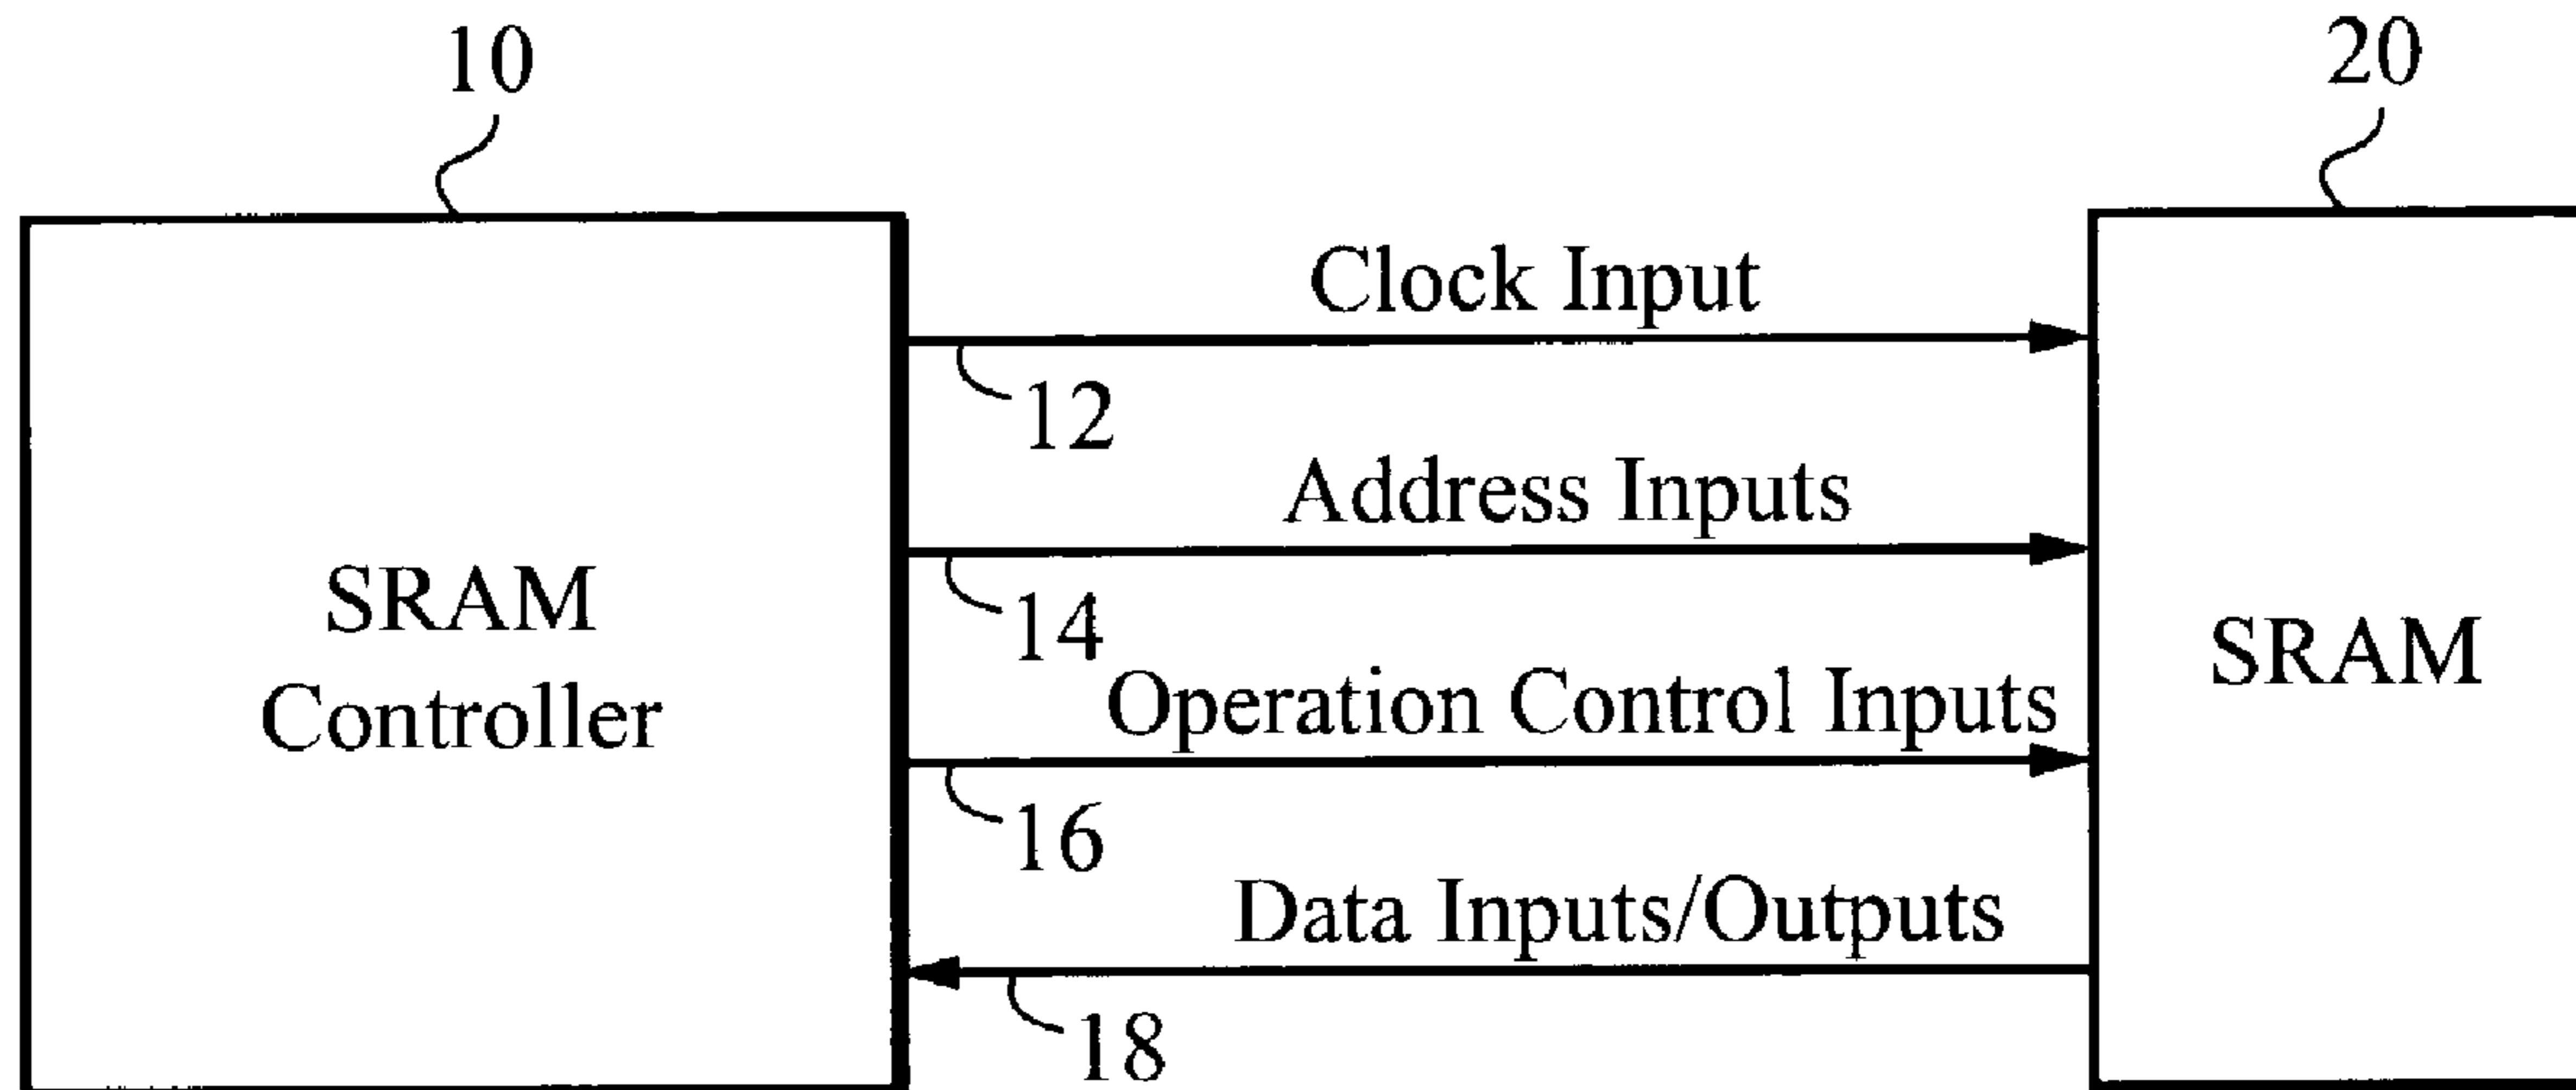 10
20
Clock Input
12
Address Inputs
14
SRAM
Controller
SRAM
Operation Control Inputs
16
Data Inputs/Outputs
18